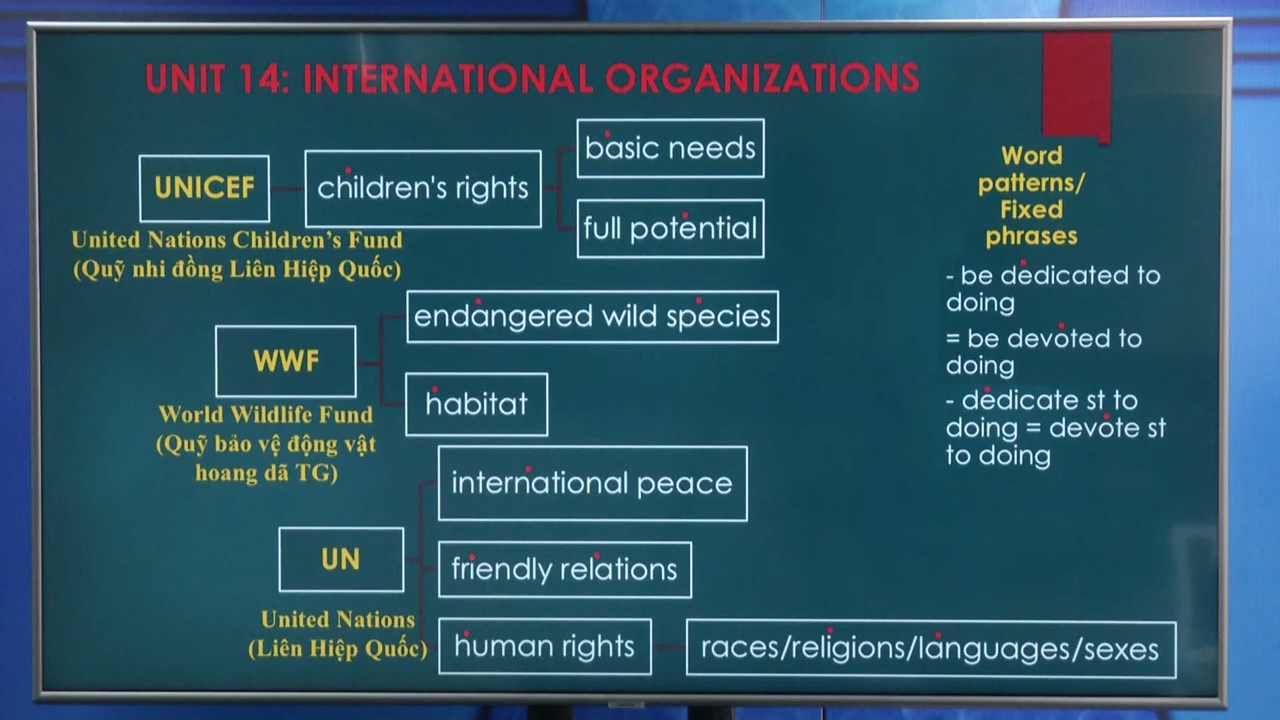 UNIT 14: INTERNATIONAL ORGANIZATIONS
UNICEF
United Nations Children's Fund
(Quỹ nhi đồng Liên Hiệp Quốc)
children's rights
basic needs
full potential
WWF
World Wildlife Fund
(Quỹ bảo vệ động vật
hoang dã TG)
endangered wild species
habitat
UN
United Nations
(Liên Hiệp Quốc)
international peace
friendly relations
human rights
races/religions/languages/sexes
Word
patterns/
Fixed
phrases
- be dedicated to
doing
= be devoted to
doing
- dedicate st to
doing = devote st
to doing